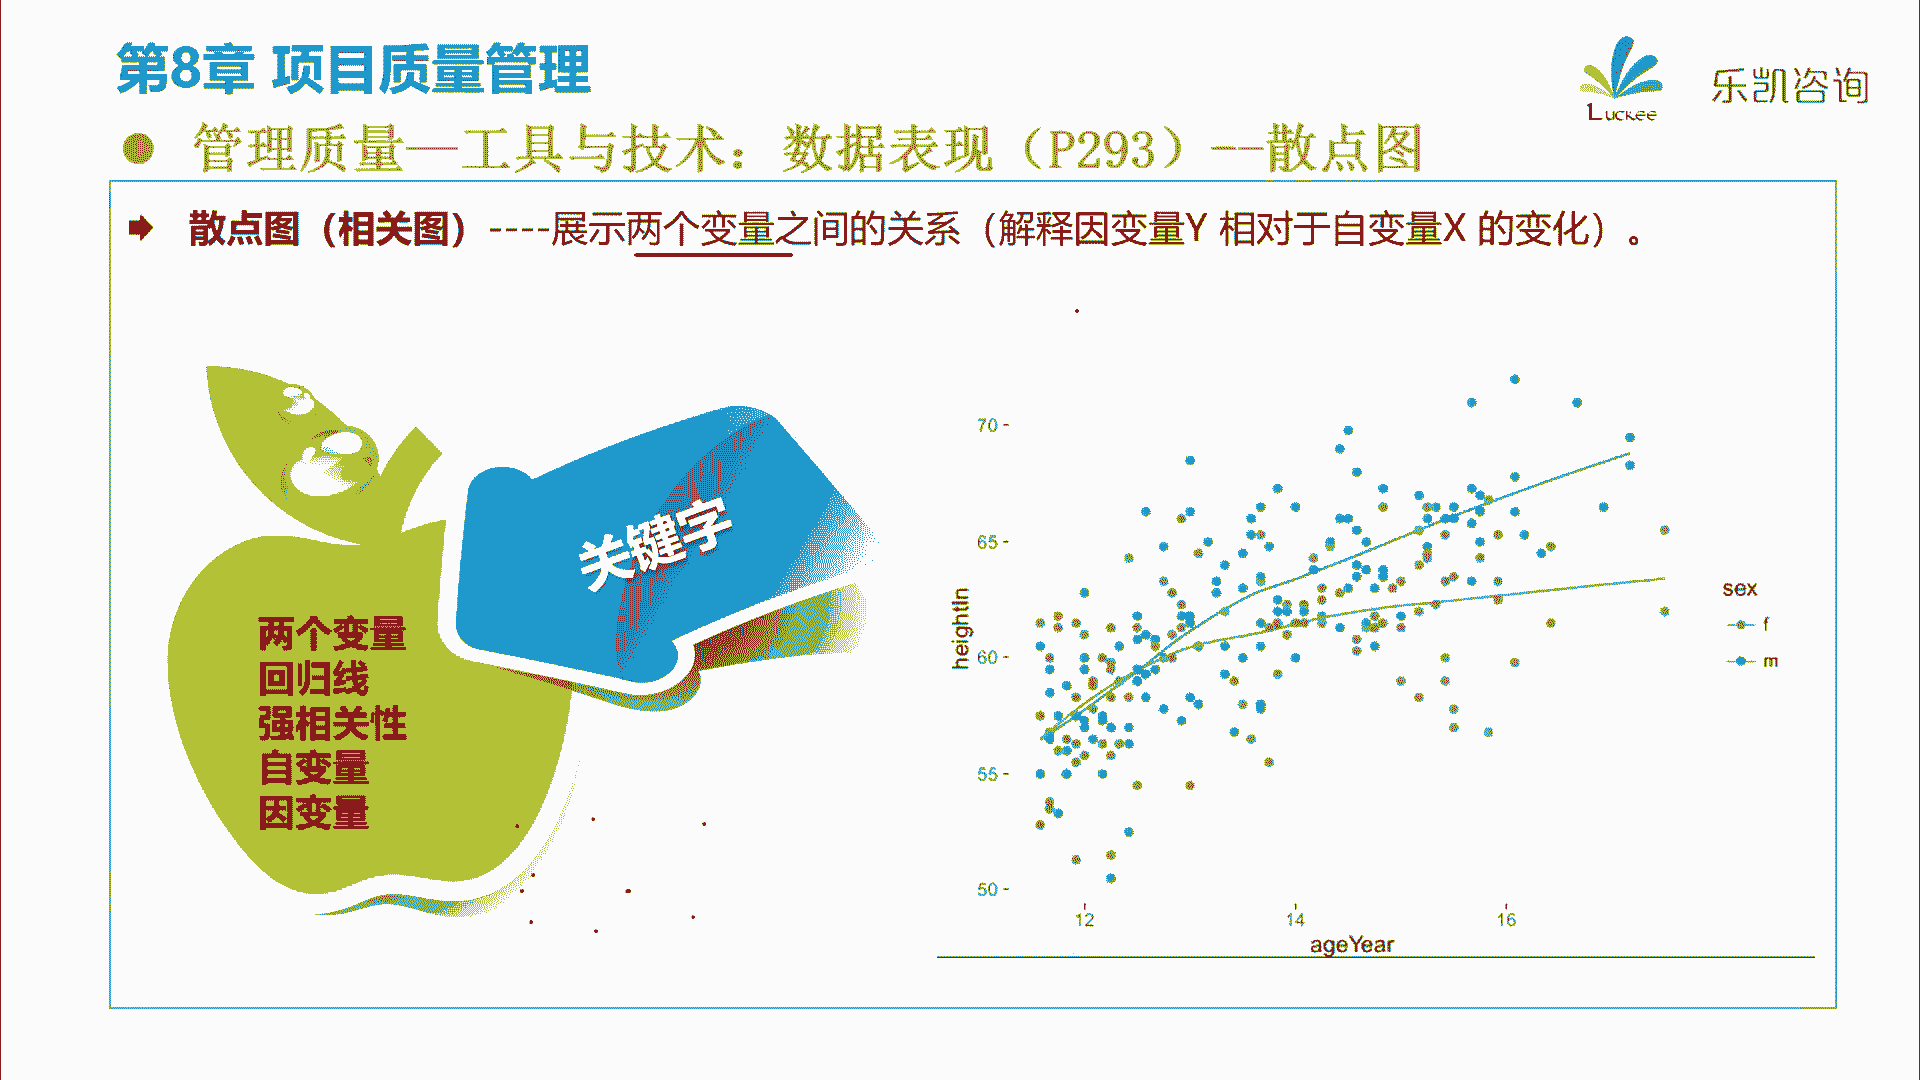 第8章 项目质量管理
Luckee
乐凯咨询
管理质量—工具与技术：数据表现（P293）--散点图
散点图（相关图）----展示两个变量之间的关系（解释因变量Y 相对于自变量X 的变化）。
关键字
两个变量
回归线
强相关性
自变量
因变量
70
65
60
55
50
heightIn
12 14 16
ageYear
sex
f
m